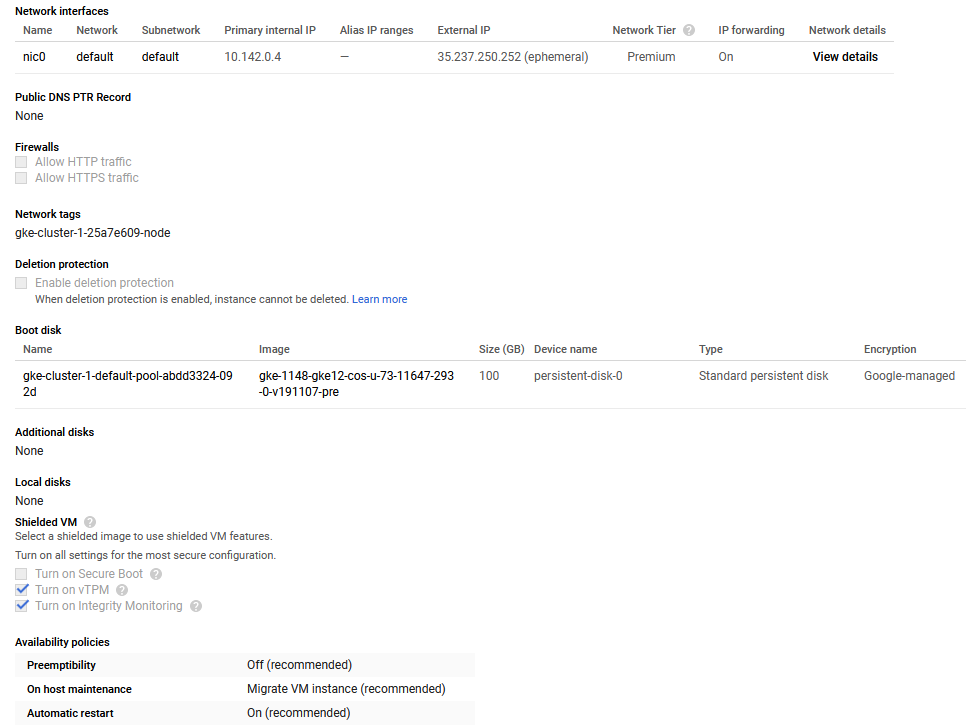 Network interfaces
Name Network Subnetwork Primary internal IP Alias IP ranges External IP Network Tier ? IP forwarding Network details
nic0 default default 10.142.0.4 — 35.237.250.252 (ephemeral) Premium On View details
Public DNS PTR Record
None
Firewalls
Allow HTTP traffic
Allow HTTPS traffic
Network tags
gke-cluster-1-25a7e609-node
Deletion protection
Enable deletion protection
When deletion protection is enabled, instance cannot be deleted. Learn more
Boot disk
Name Image Size (GB) Device name Type Encryption
gke-cluster-1-default-pool-abdd3324-09 gke-1148-gke12-cos-u-73-11647-293 100 persistent-disk-0 Standard persistent disk Google-managed
2d -0-v191107-pre
Additional disks
None
Local disks
None
Shielded VM ?
Select a shielded image to use shielded VM features.
Turn on all settings for the most secure configuration.
Turn on Secure Boot ?
Turn on vTPM ?
Turn on Integrity Monitoring ?
Availability policies
Preemptibility Off (recommended)
On host maintenance Migrate VM instance (recommended)
Automatic restart On (recommended)